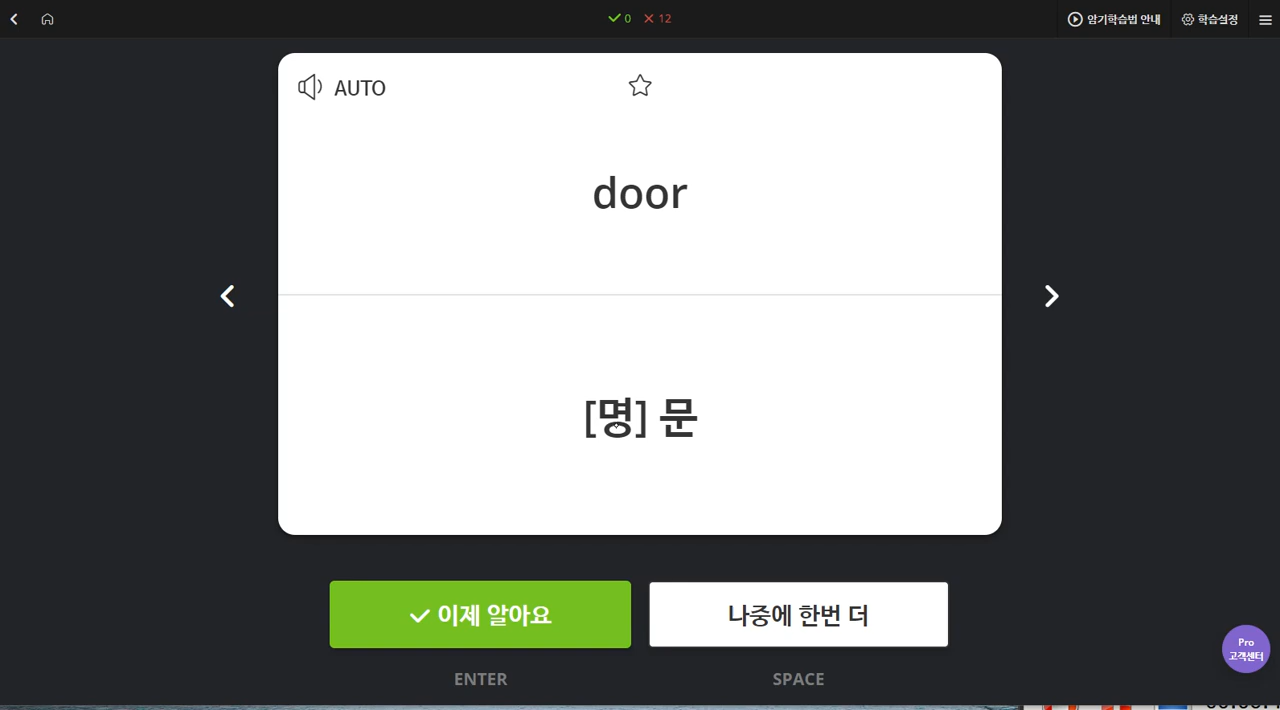 0 12
암기학습법 안내
학습설정
AUTO
door
[명] 문
이제 알아요
나중에 한번 더
ENTER
SPACE
Pro
고객센터